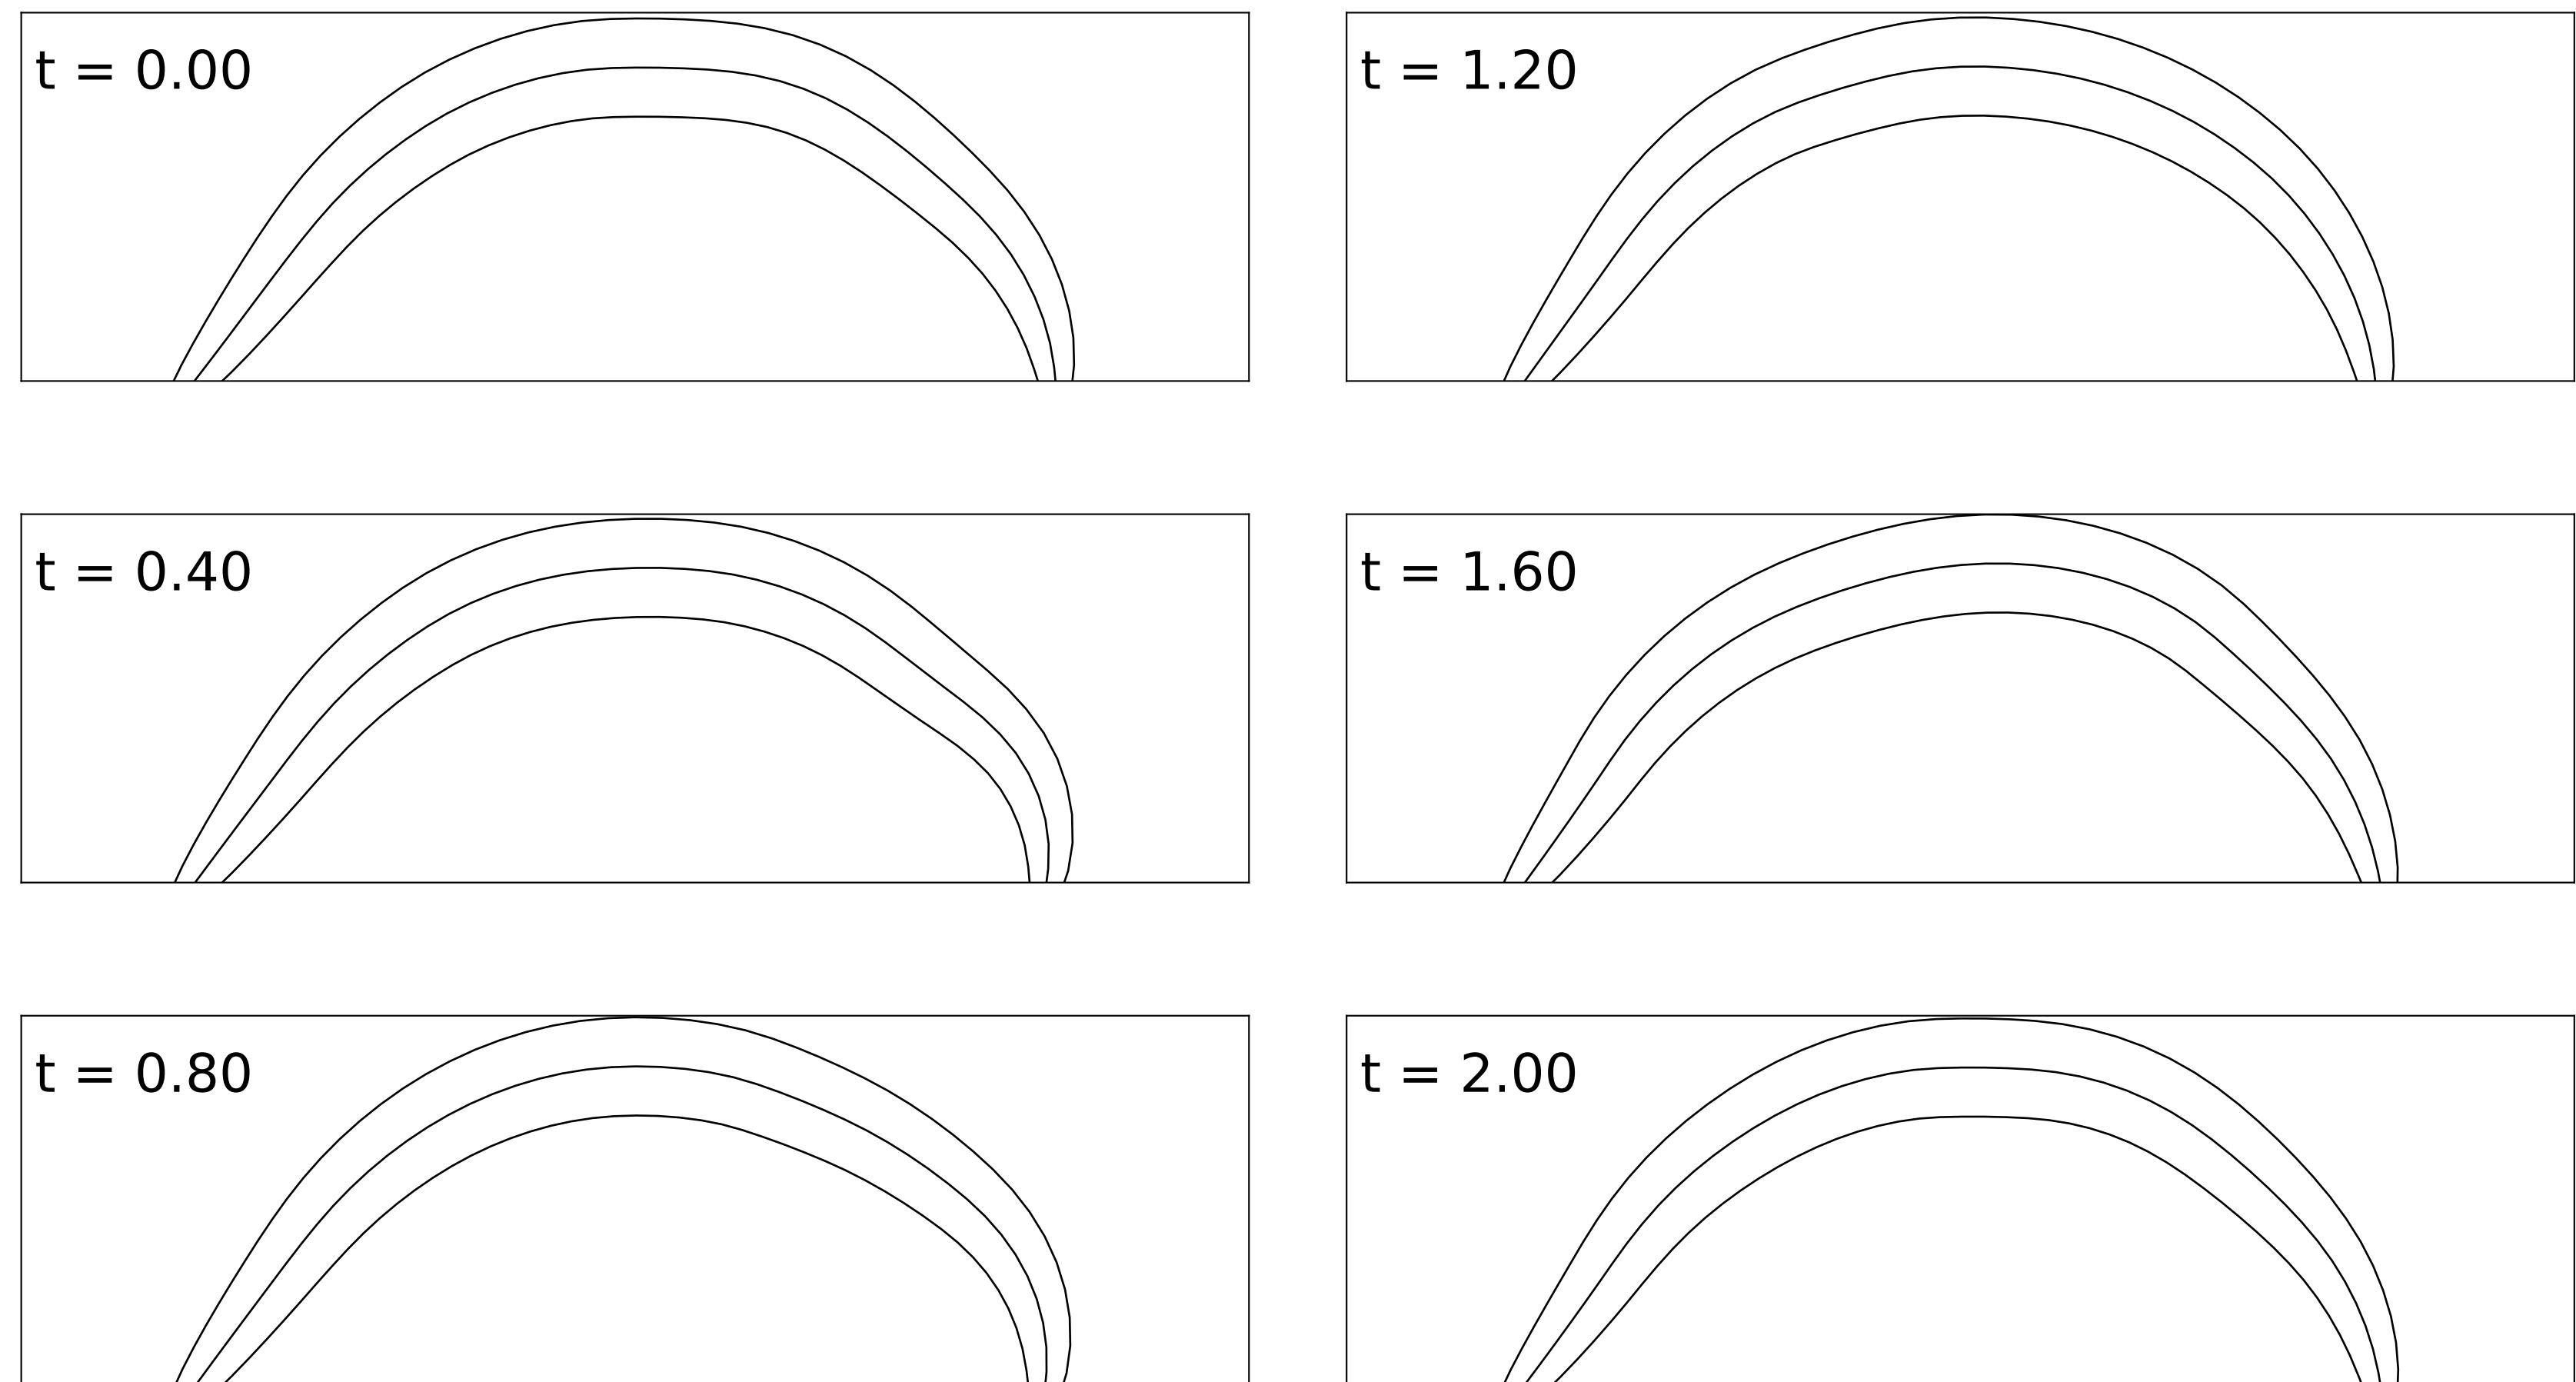 t = 0.00
t = 1.20
t = 0.40
t = 1.60
t = 0.80
t = 2.00